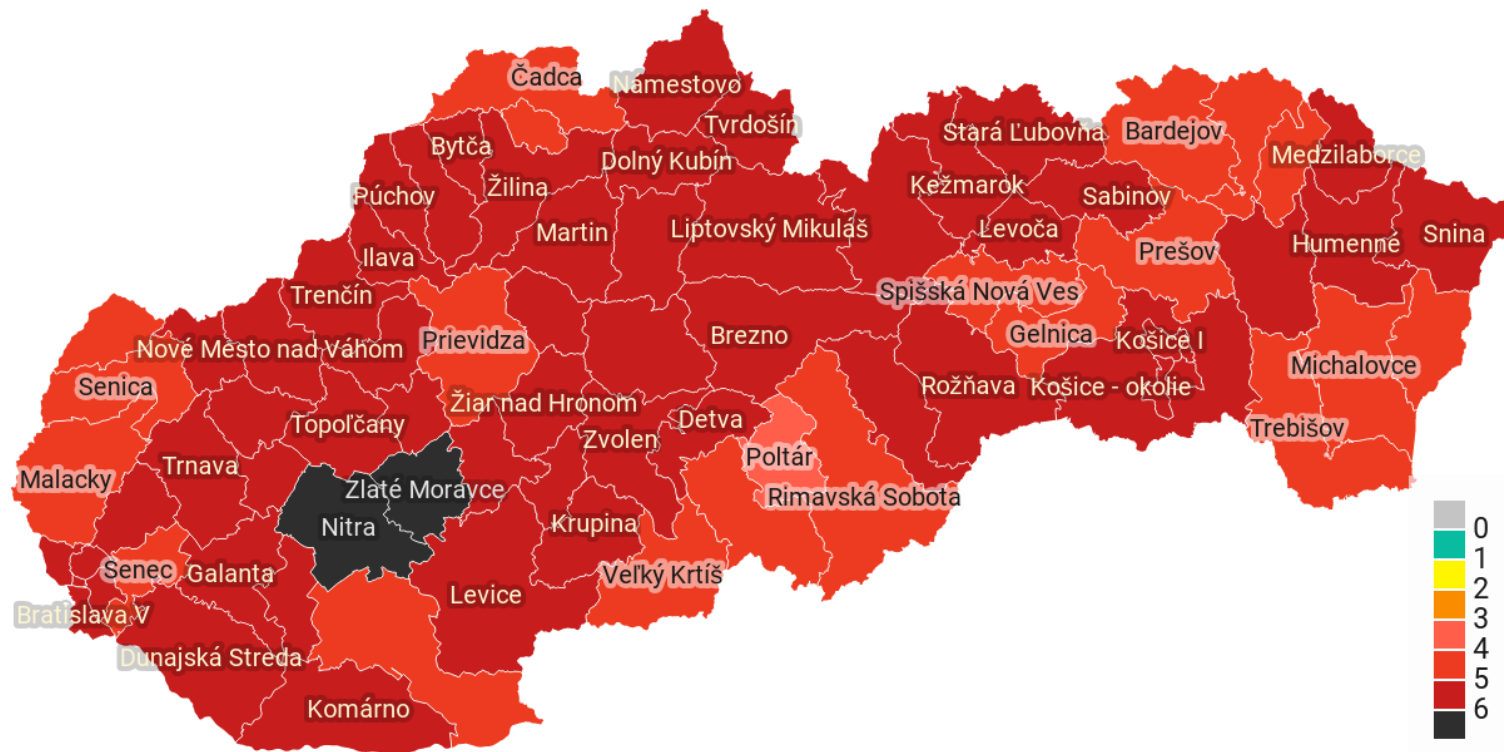 Čadca
Námestovo
Tvrdošín
Bytča
Dolný Kubín
Stará Ľubovňa
Bardejov
Medzilaborce
Púchov
Žilina
Kežmarok
Sabinov
Martin
Liptovský Mikuláš
Levoča
Prešov
Humenné
Snina
Ilava
Trenčín
Spišská Nová Ves
Nové Mesto nad Váhom
Prievidza
Brezno
Gelnica
Košice I
Michalovce
Senica
Žiar nad Hronom
Rožňava
Košice - okolie
Topoľčany
Zvolen
Detva
Trebišov
Trnava
Poltár
Malacky
Zlaté Moravce
Rimavská Sobota
Nitra
Krupina
Senec
Galanta
Veľký Krtíš
Levice
Bratislava V
Dunajská Streda
Komárno
0
1
2
3
4
5
6